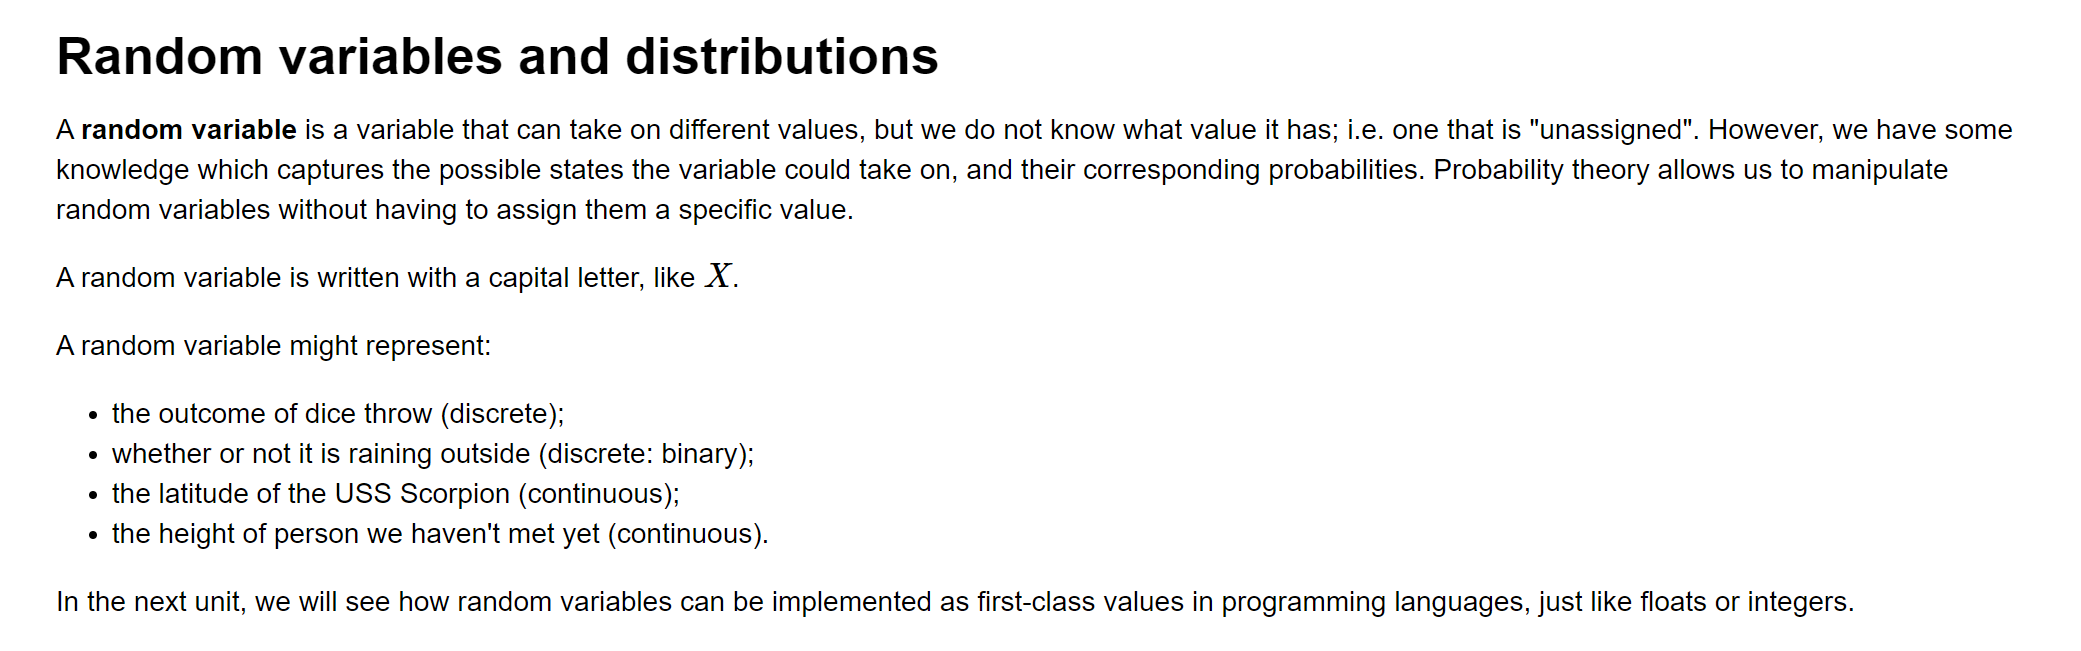 Random variables and distributions
A random variable is a variable that can take on different values, but we do not know what value it has; i.e. one that is "unassigned". However, we have some
knowledge which captures the possible states the variable could take on, and their corresponding probabilities. Probability theory allows us to manipulate
random variables without having to assign them a specific value.
A random variable is written with a capital letter, like X.
A random variable might represent:
• the outcome of dice throw (discrete);
• whether or not it is raining outside (discrete: binary);
• the latitude of the USS Scorpion (continuous);
• the height of person we haven't met yet (continuous).
In the next unit, we will see how random variables can be implemented as first-class values in programming languages, just like floats or integers.